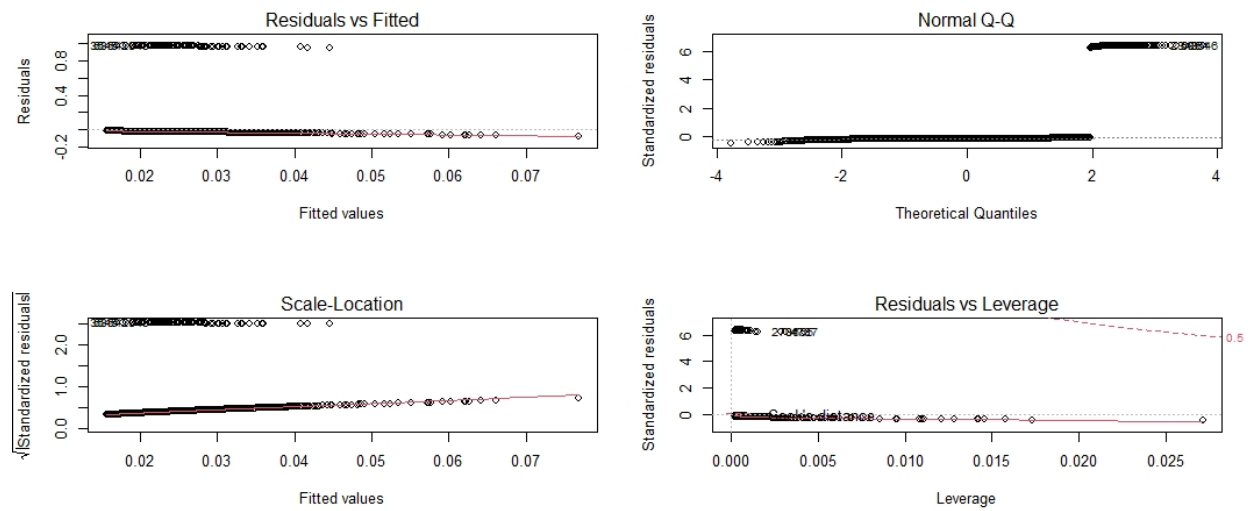 Residuals vs Fitted
Residuals
-0.2 0.4 0.8
0.02 0.03 0.04 0.05 0.06 0.07
Fitted values
Normal Q-Q
Standardized residuals
0 2 4 6
-4 -2 0 2 4
Theoretical Quantiles
Scale-Location
√|Standardized residuals|
0.0 1.0 2.0
0.02 0.03 0.04 0.05 0.06 0.07
Fitted values
Residuals vs Leverage
Standardized residuals
0 2 4 6
0.5
Cook's distance
0.000 0.005 0.010 0.015 0.020 0.025
Leverage